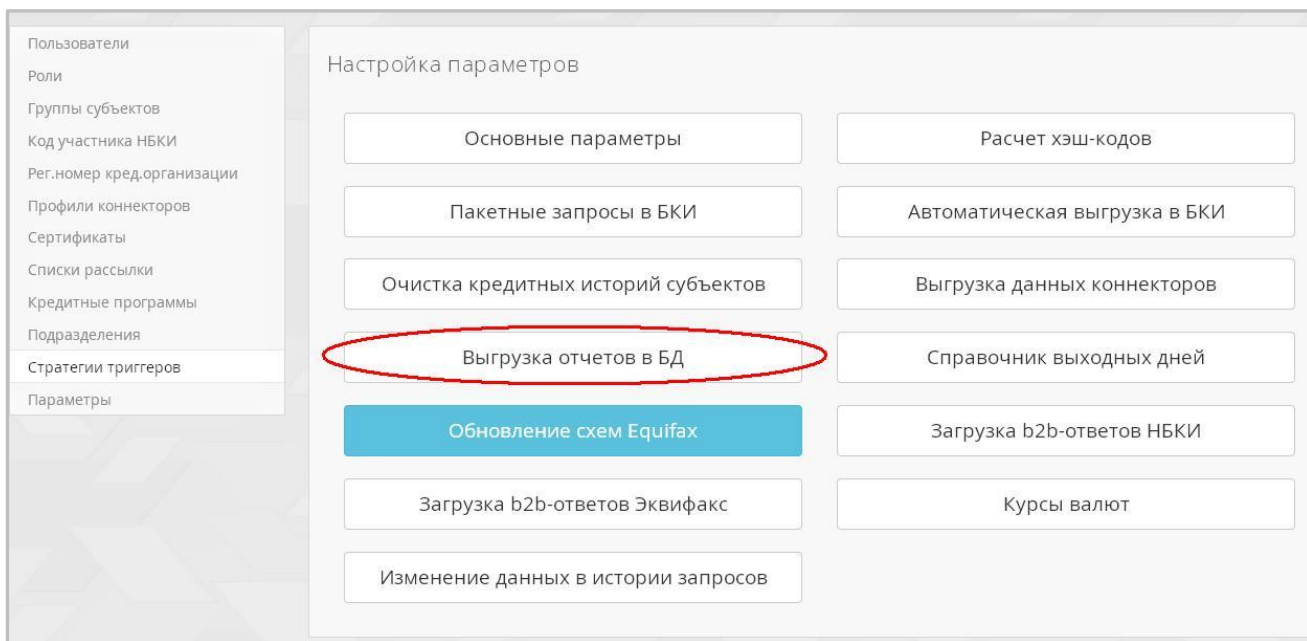 Пользователи
Роли
Группы субъектов
Код участника НБКИ
Рег.номер кред.организации
Профили коннекторов
Сертификаты
Списки рассылки
Кредитные программы
Подразделения
Стратегии триггеров
Параметры
Настройка параметров
Основные параметры
Расчет хэш-кодов
Пакетные запросы в БКИ
Автоматическая выгрузка в БКИ
Очистка кредитных историй субъектов
Выгрузка данных коннекторов
Выгрузка отчетов в БД
Справочник выходных дней
Обновление схем Equifax
Загрузка b2b-ответов НБКИ
Загрузка b2b-ответов Эквифакс
Курсы валют
Изменение данных в истории запросов